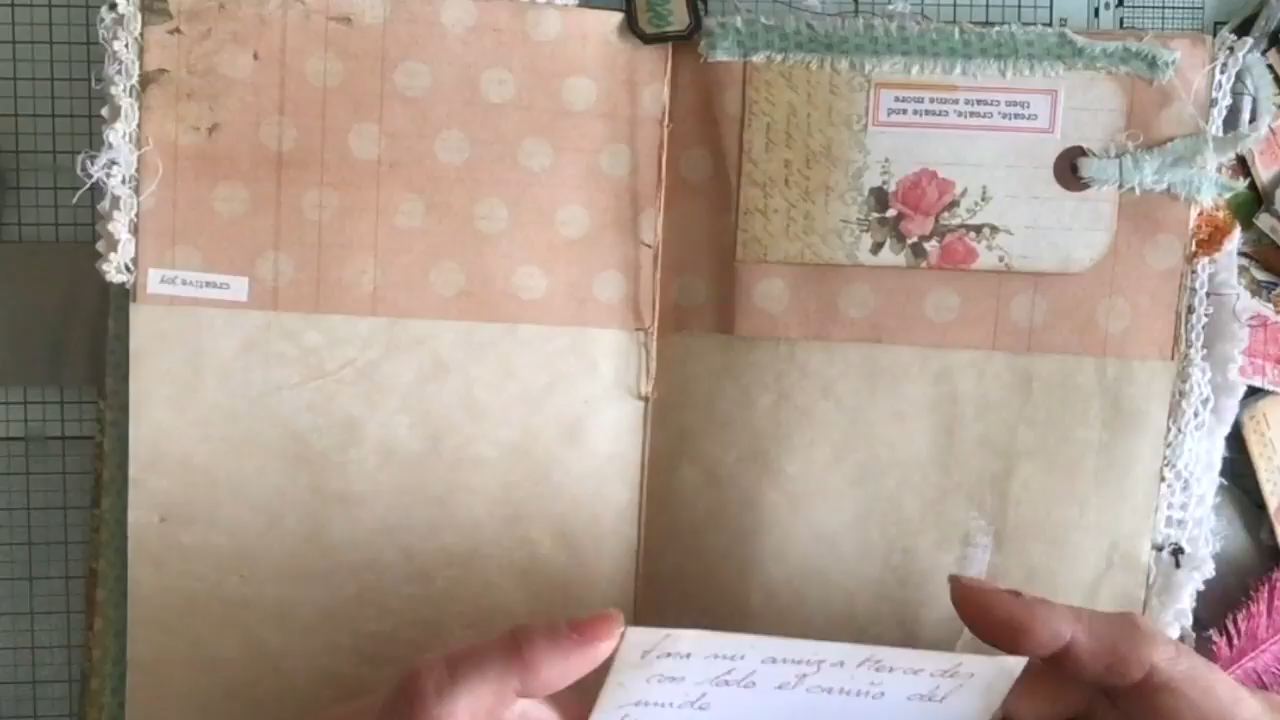 create, create, create and
then create some more
creative joy
Para mi amiga Mercedes
con todo el cariño del
mundo